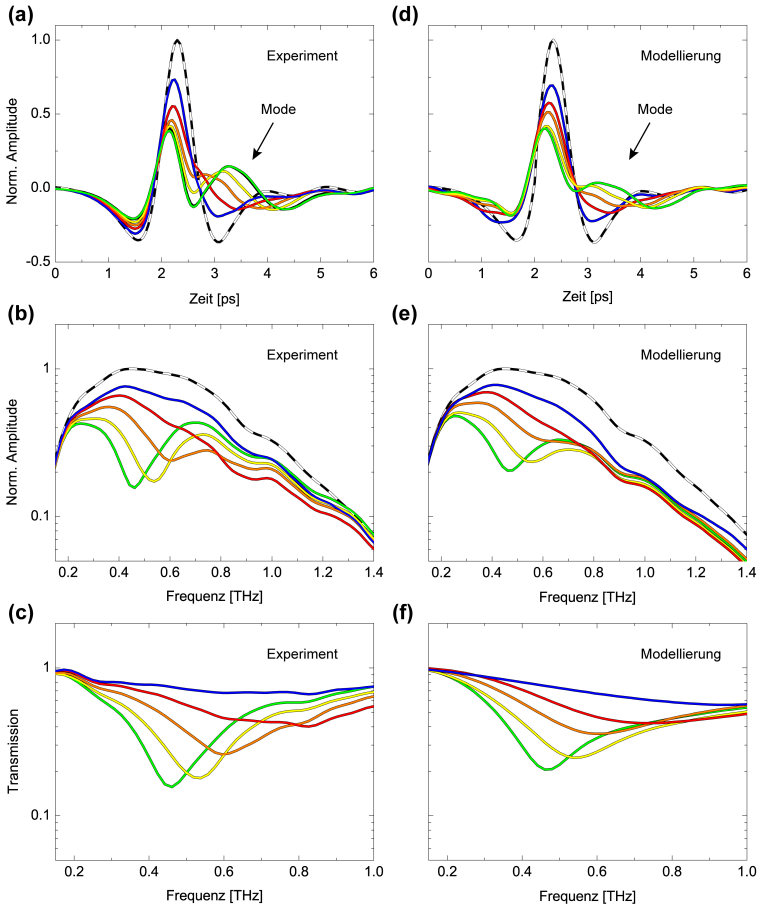 (a)
1.0
0.5
0.0
-0.5
Norm. Amplitude
Experiment
Mode
0 1 2 3 4 5 6
Zeit [ps]
(d)
Modellierung
Mode
0 1 2 3 4 5 6
Zeit [ps]
(b)
1
0.1
Norm. Amplitude
Experiment
0.2 0.4 0.6 0.8 1.0 1.2 1.4
Frequenz [THz]
(e)
Modellierung
0.2 0.4 0.6 0.8 1.0 1.2 1.4
Frequenz [THz]
(c)
1
0.1
Transmission
Experiment
0.2 0.4 0.6 0.8 1.0
Frequenz [THz]
(f)
Modellierung
0.2 0.4 0.6 0.8 1.0
Frequenz [THz]